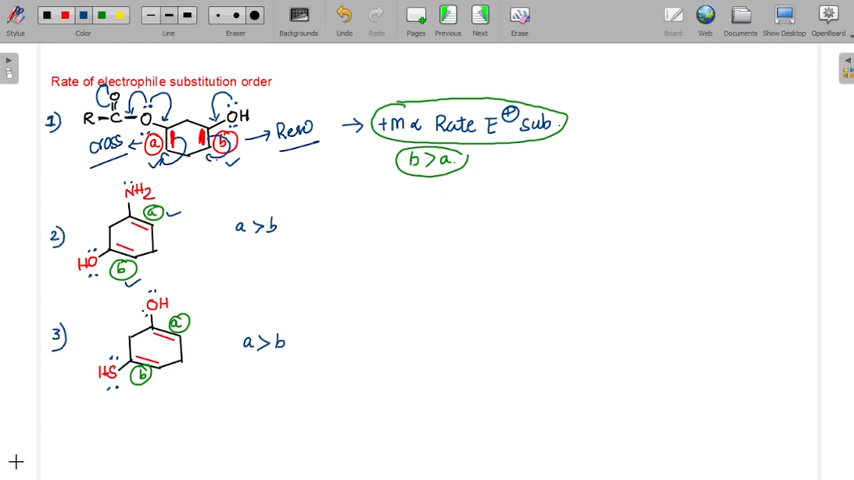 Stylus
Color
Line
Eraser
Backgrounds
Undo
Redo
Pages
Previous
Next
Erase
Board
Web
Show Desktop
OpenBoard
Rate of electrophile substitution order
1)
O
R-C-O
OH
a
b
cross
Reso
+M ∝ Rate E⊕ Sub.
b > a.
2)
NH2
a
HO
b
a > b
3)
OH
a
HS
b
a > b